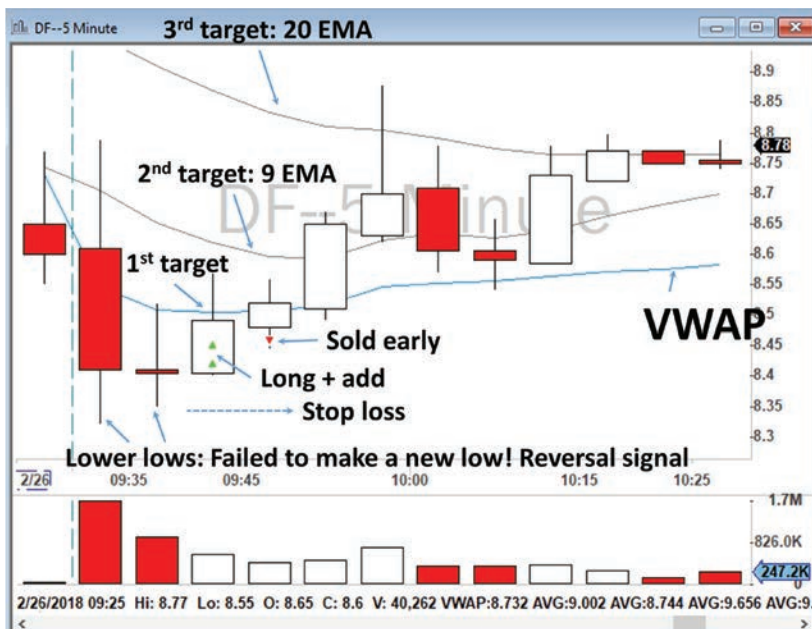 DF--5 Minute
3rd target: 20 EMA
8.9
8.85
8.8
8.78
8.75
2nd target: 9 EMA
8.7
DF--5 Minute
8.65
8.6
1st target
8.55
VWAP
8.5
Sold early
8.45
Long + add
8.4
Stop loss
8.35
Lower lows: Failed to make a new low! Reversal signal
8.3
2/26 09:35 09:45 10:00 10:15 10:25
1.7M
826.0K
247.2K
0
2/26/2018 09:25 Hi: 8.77 Lo: 8.55 O: 8.65 C: 8.6 V: 40,262 VWAP:8.732 AVG:9.002 AVG:8.744 AVG:9.656 AVG:9.